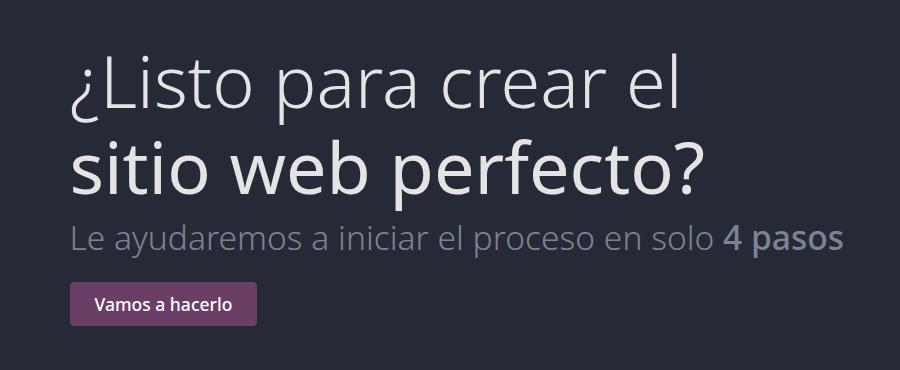 ¿Listo para crear el
sitio web perfecto?
Le ayudaremos a iniciar el proceso en solo 4 pasos
Vamos a hacerlo